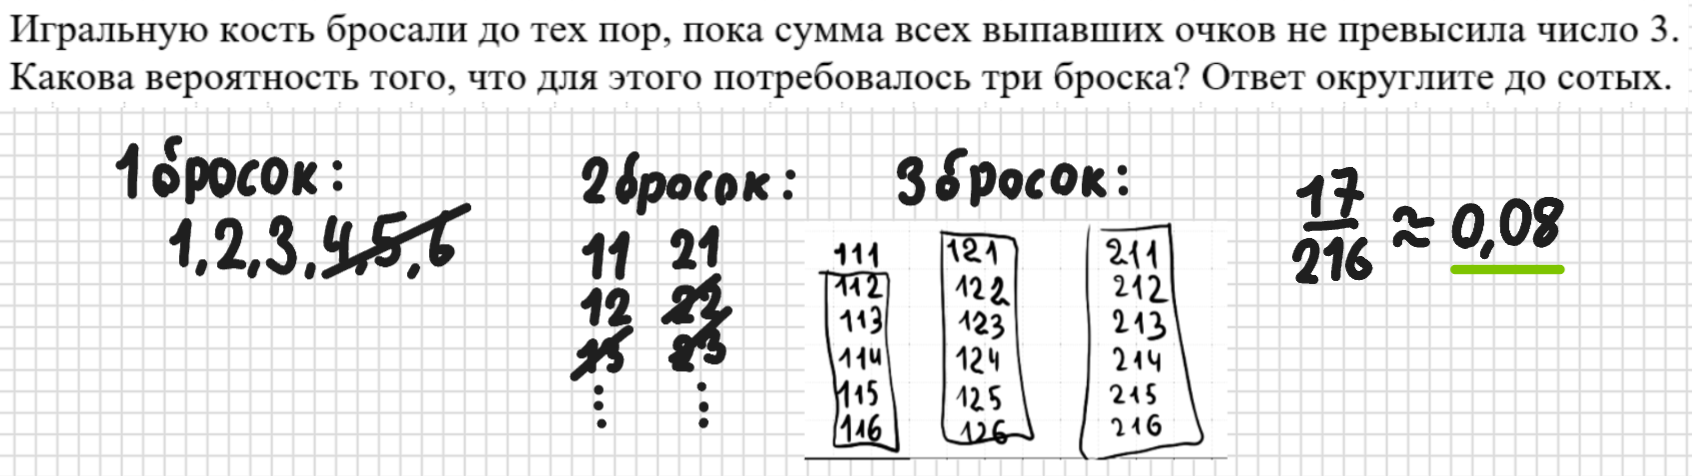 Игральную кость бросали до тех пор, пока сумма всех выпавших очков не превысила число 3.
Какова вероятность того, что для этого потребовалось три броска? Ответ округлите до сотых.
1 бросок:
1,2,3,4,5,6
2 бросок:
11 21
12 22
13 23
3 бросок:
111 121 211
112 122 212
113 123 213
114 124 214
115 125 215
116 126 216
17/216 ≈ 0,08